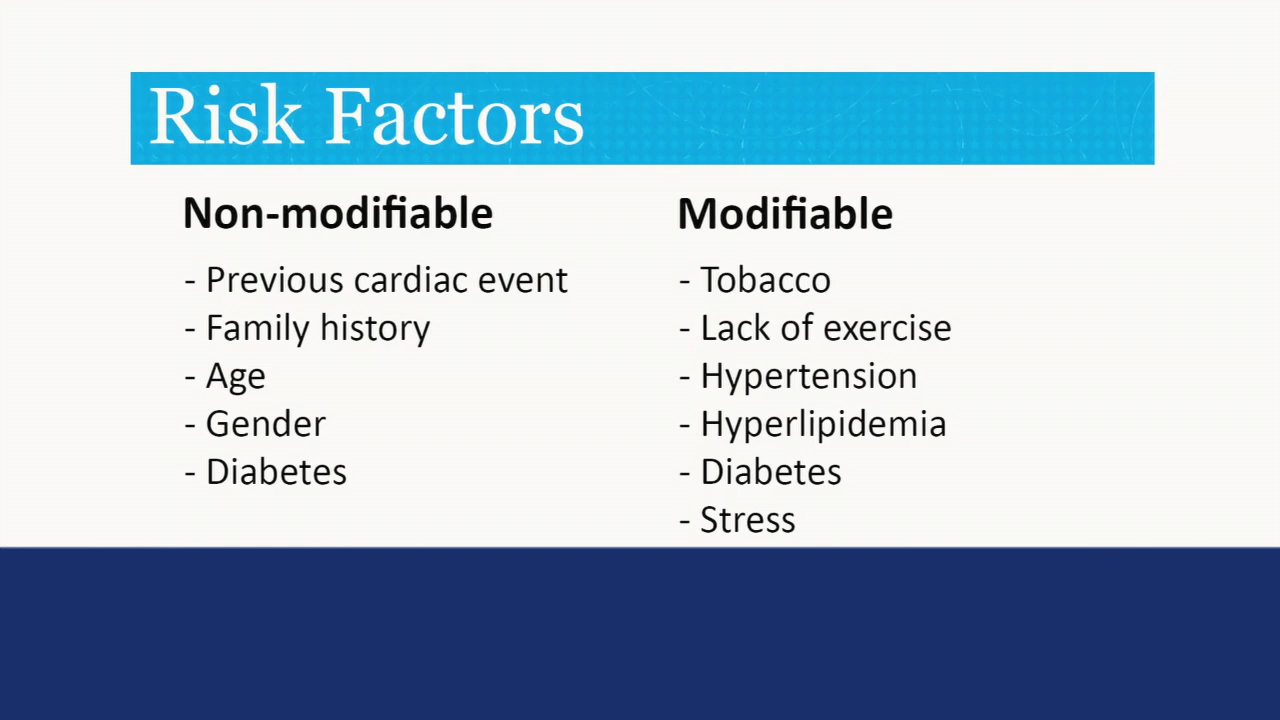 Risk Factors
Non-modifiable
- Previous cardiac event
- Family history
- Age
- Gender
- Diabetes
Modifiable
- Tobacco
- Lack of exercise
- Hypertension
- Hyperlipidemia
- Diabetes
- Stress